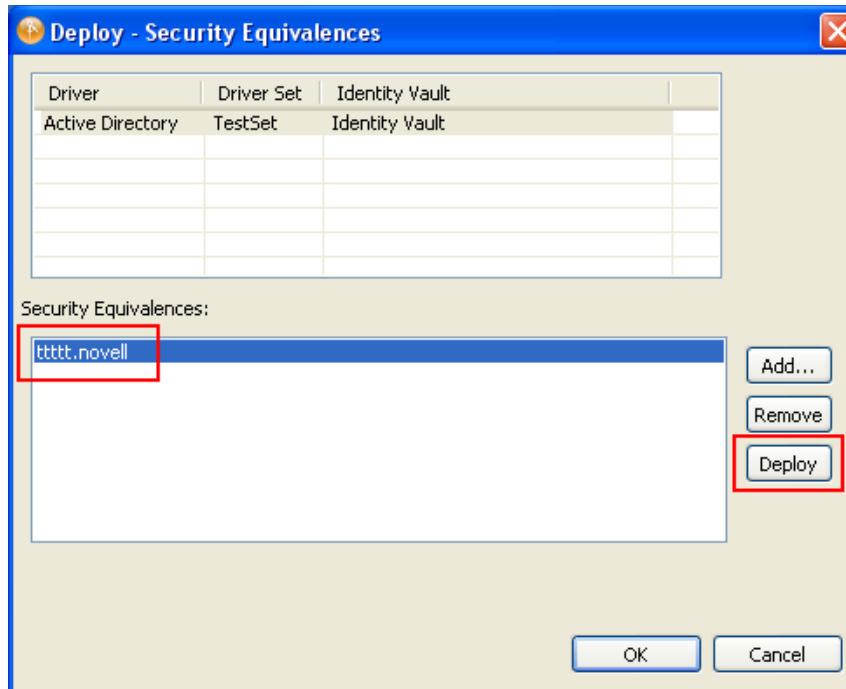 Deploy - Security Equivalences
Driver Driver Set Identity Vault
Active Directory TestSet Identity Vault
Security Equivalences:
ttttt.novell
Add...
Remove
Deploy
OK Cancel